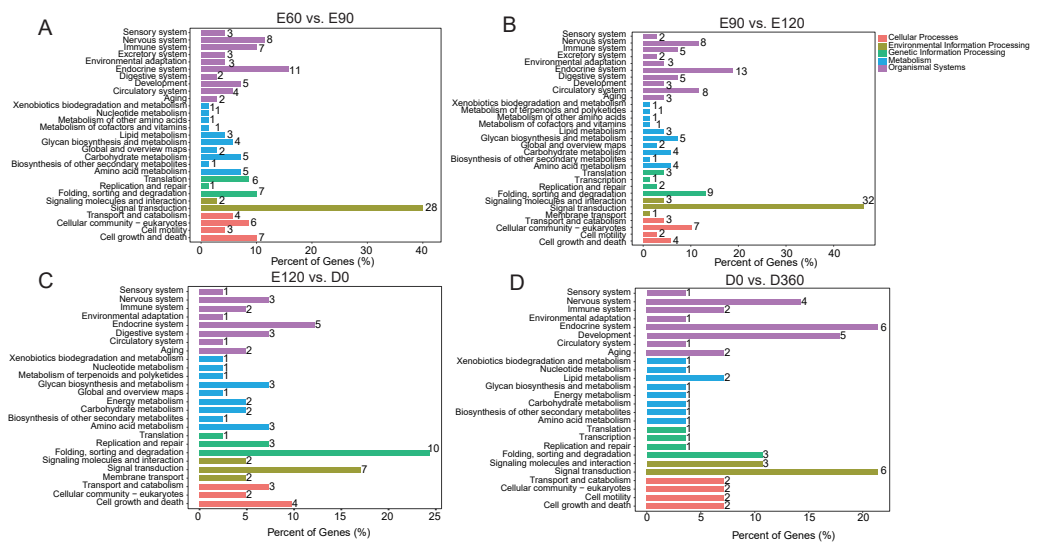 A
E60 vs. E90
Sensory system 3
Nervous system 8
Immune system 7
Excretory system 3
Environmental adaptation 3
Endocrine system 11
Digestive system 2
Development 5
Circulatory system 4
Aging 2
Xenobiotics biodegradation and metabolism 1
Nucleotide metabolism 1
Metabolism of other amino acids 1
Metabolism of cofactors and vitamins 1
Lipid metabolism 3
Glycan biosynthesis and metabolism 4
Global and overview maps 2
Carbohydrate metabolism 5
Biosynthesis of other secondary metabolites 1
Amino acid metabolism 5
Translation 6
Replication and repair 1
Folding, sorting and degradation 7
Signaling molecules and interaction 2
Signal transduction 28
Transport and catabolism 4
Cellular community − eukaryotes 6
Cell motility 3
Cell growth and death 7
0 10 20 30 40
Percent of Genes (%)
B
E90 vs. E120
Sensory system 2
Nervous system 8
Immune system 5
Excretory system 2
Environmental adaptation 3
Endocrine system 13
Digestive system 5
Development 3
Circulatory system 8
Aging 3
Xenobiotics biodegradation and metabolism 1
Metabolism of terpenoids and polyketides 1
Metabolism of other amino acids 1
Metabolism of cofactors and vitamins 1
Lipid metabolism 3
Glycan biosynthesis and metabolism 5
Global and overview maps 2
Carbohydrate metabolism 4
Biosynthesis of other secondary metabolites 1
Amino acid metabolism 4
Translation 3
Transcription 1
Replication and repair 2
Folding, sorting and degradation 9
Signaling molecules and interaction 3
Signal transduction 32
Membrane transport 1
Transport and catabolism 3
Cellular community − eukaryotes 7
Cell motility 2
Cell growth and death 4
0 10 20 30 40
Percent of Genes (%)
Cellular Processes
Environmental Information Processing
Genetic Information Processing
Metabolism
Organismal Systems
C
E120 vs. D0
Sensory system 1
Nervous system 3
Immune system 2
Environmental adaptation 1
Endocrine system 5
Digestive system 3
Circulatory system 1
Aging 2
Xenobiotics biodegradation and metabolism 1
Nucleotide metabolism 1
Metabolism of terpenoids and polyketides 1
Glycan biosynthesis and metabolism 3
Global and overview maps 1
Energy metabolism 2
Carbohydrate metabolism 2
Biosynthesis of other secondary metabolites 1
Amino acid metabolism 3
Translation 1
Replication and repair 3
Folding, sorting and degradation 10
Signaling molecules and interaction 2
Signal transduction 7
Membrane transport 2
Transport and catabolism 3
Cellular community − eukaryotes 2
Cell growth and death 4
0 5 10 15 20 25
Percent of Genes (%)
D
D0 vs. D360
Sensory system 1
Nervous system 4
Immune system 2
Environmental adaptation 1
Endocrine system 6
Development 5
Circulatory system 1
Aging 2
Xenobiotics biodegradation and metabolism 1
Nucleotide metabolism 1
Lipid metabolism 2
Glycan biosynthesis and metabolism 1
Energy metabolism 1
Carbohydrate metabolism 1
Biosynthesis of other secondary metabolites 1
Amino acid metabolism 1
Translation 1
Transcription 1
Replication and repair 1
Folding, sorting and degradation 3
Signaling molecules and interaction 3
Signal transduction 6
Transport and catabolism 2
Cellular community − eukaryotes 2
Cell motility 2
Cell growth and death 2
0 5 10 20
Percent of Genes (%)